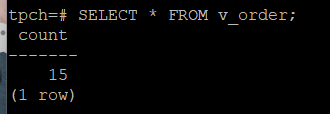 tpch=# SELECT * FROM v_order;
 count
-------
    15
(1 row)